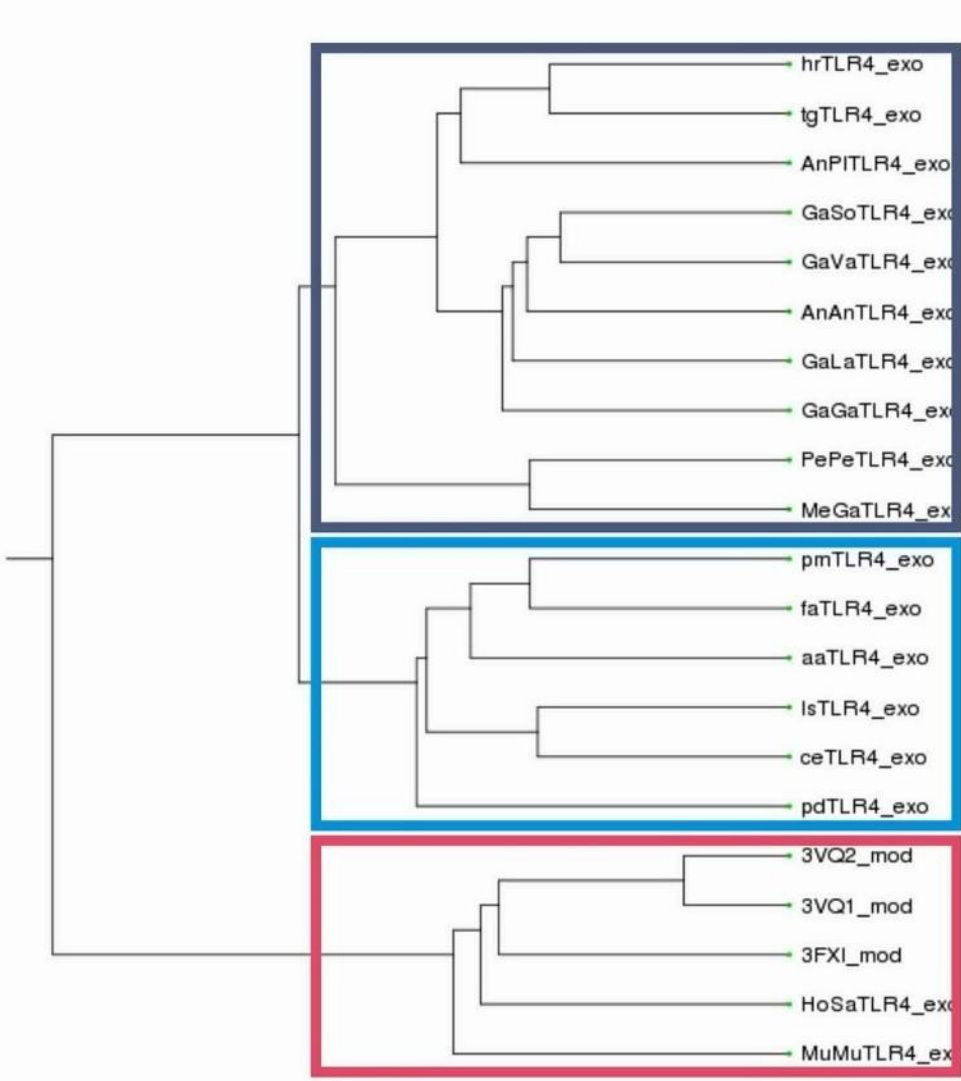 hrTLR4_exo
tgTLR4_exo
AnPlTLR4_exo
GaSoTLR4_exo
GaVaTLR4_exo
AnAnTLR4_exo
GaLaTLR4_exo
GaGaTLR4_ex
PePeTLR4_exo
MeGaTLR4_ex
pmTLR4_exo
faTLR4_exo
aaTLR4_exo
lsTLR4_exo
ceTLR4_exo
pdTLR4_exo
3VQ2_mod
3VQ1_mod
3FXI_mod
HoSaTLR4_exo
MuMuTLR4_ex